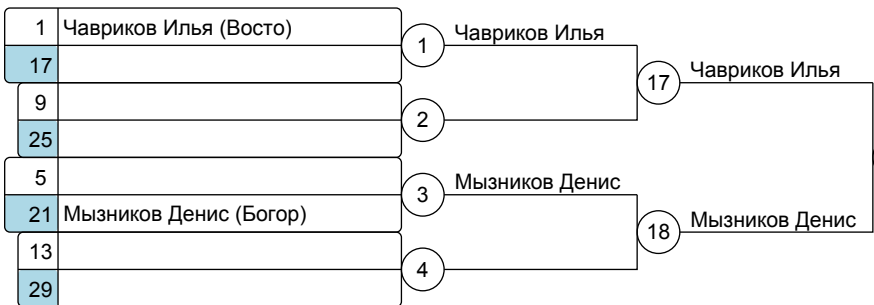 1 Чавриков Илья (Восто)
17
9
25
5
21 Мызников Денис (Богор)
13
29
1 Чавриков Илья
2
3 Мызников Денис
4
17 Чавриков Илья
18 Мызников Денис